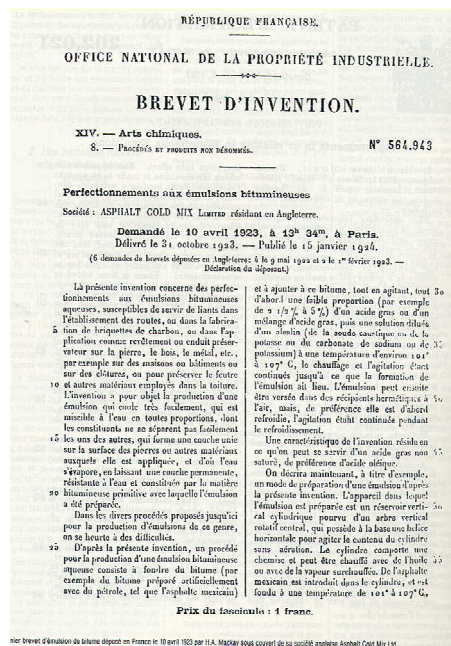 RÉPUBLIQUE FRANÇAISE.
OFFICE NATIONAL DE LA PROPRIÉTÉ INDUSTRIELLE.
BREVET D'INVENTION.
XIV. — Arts chimiques.
8. — Procédés et produits non dénommés.
N° 564.943
Perfectionnements aux émulsions bitumineuses
Société : ASPHALT COLD MIX Limited résidant en Angleterre.
Demandé le 10 avril 1923, à 13h 34m, à Paris.
Délivré le 31 octobre 1923. — Publié le 15 janvier 1924.
(6 demandes de brevets déposées en Angleterre: 4 le 9 mai 1922 et 2 le 1er février 1923. —
Déclaration du déposant.)
La présente invention concerne des perfec-
tionnements aux émulsions bitumineuses
aqueuses, susceptibles de servir de liants dans
l'établissement des routes, ou dans la fabrica-
5 tion de briquettes de charbon, ou dans l'ap-
plication comme revêtement ou enduit préser-
vateur sur la pierre, le bois, le métal, etc.,
par exemple sur des maisons ou bâtiments ou
sur des clôtures, ou pour préserver le feutre
10 et autres matériaux employés dans la toiture.
L'invention a pour objet la production d'une
émulsion qui coule très facilement, qui est
miscible à l'eau en toutes proportions, dont
les constituants ne se séparent pas facilement
15 les uns des autres, qui forme une couche unie
sur la surface des pierres ou autres matériaux
auxquels elle est appliquée, et d'où l'eau
s'évapore, en laissant une couche permanente,
résistante à l'eau et constituée par la matière
20 bitumineuse primitive avec laquelle l'émulsion
a été préparée.
Dans les divers procédés proposés jusqu'ici
pour la production d'émulsions de ce genre,
on se heurte à des difficultés.
25 D'après la présente invention, un procédé
pour la production d'une émulsion bitumineuse
aqueuse consiste à fondre du bitume (par
exemple du bitume préparé artificiellement
avec du pétrole, tel que l'asphalte mexicain)
et à ajouter à ce bitume, tout en agitant, tout 30
d'abord une faible proportion (par exemple
de 2 1/2 % à 5 %) d'un acide gras ou d'un
mélange d'acide gras, puis une solution diluée
d'un alcalin (de la soude caustique ou de la
potasse ou du carbonate de sodium ou de 35
potassium) à une température d'environ 101°
à 107° C, le chauffage et l'agitation étant
continués jusqu'à ce que la formation de
l'émulsion ait lieu. L'émulsion peut ensuite
être versée dans des récipients hermétiques à 40
l'air, mais, de préférence elle est d'abord
refroidie, l'agitation étant continuée pendant
le refroidissement.
Une caractéristique de l'invention réside en
ce qu'on peut se servir d'un acide gras non 45
saturé, de préférence d'acide oléique.
On décrira maintenant, à titre d'exemple,
un mode de préparation d'une émulsion d'après
la présente invention. L'appareil dans lequel
l'émulsion est préparée est un réservoir verti- 50
cal cylindrique pourvu d'un arbre vertical
rotatif central, qui possède à la base une hélice
horizontale pour agiter le contenu du cylindre
sans aération. Le cylindre comporte une
chemise et peut être chauffé avec de l'huile 55
ou avec de la vapeur surchauffée. De l'asphalte
mexicain est introduit dans le cylindre, et est
fondu à une température de 101° à 107° C,
Prix du fascicule : 1 franc.
nier brevet d'émulsion de bitume déposé en France le 10 avril 1923 par H.A. Mackay sous couvert de sa société anglaise Asphalt Cold Mix Ltd